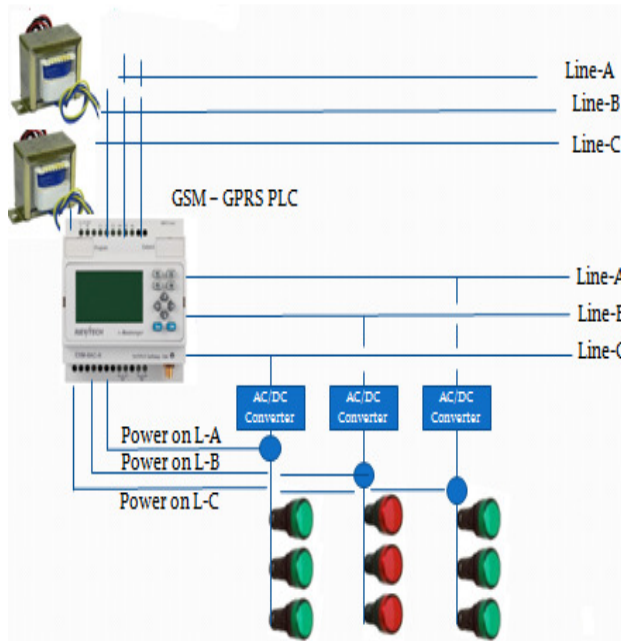 Line-A
Line-B
Line-C
GSM – GPRS PLC
Line-A
Line-B
Line-C
AC/DC
Converter
AC/DC
Converter
AC/DC
Converter
Power on L-A
Power on L-B
Power on L-C